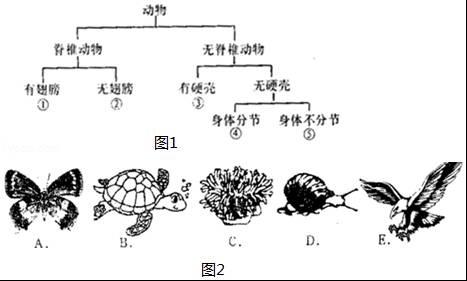 动物
脊椎动物 无脊椎动物
有翅膀 无翅膀 有硬壳 无硬壳
① ② ③ 身体分节 身体不分节
④ ⑤
图1
A. B. C. D. E.
图2